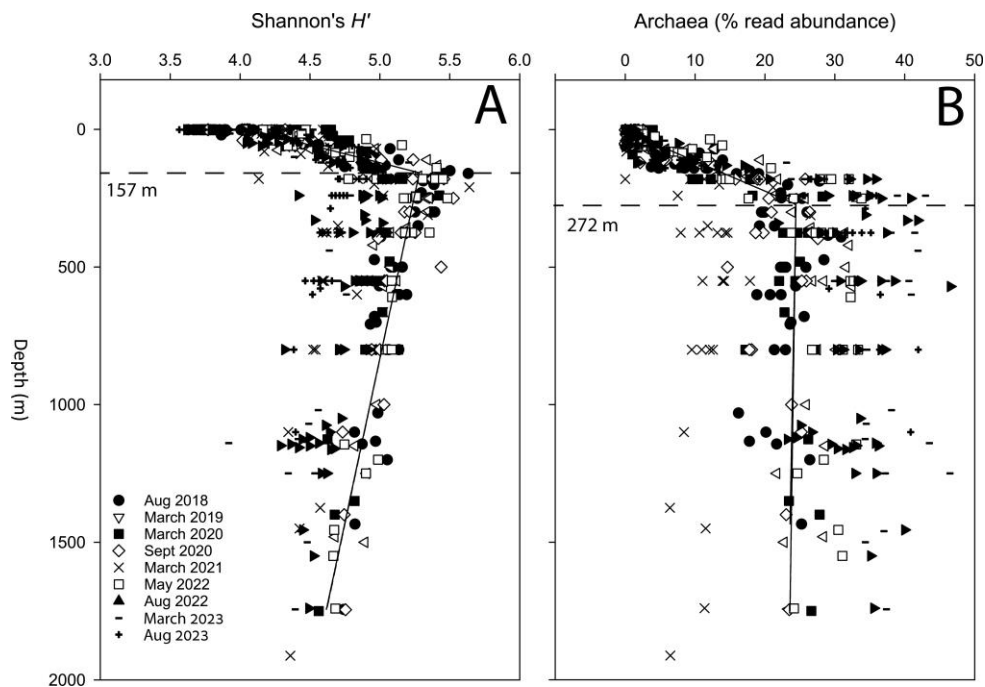 Shannon's H'
Archaea (% read abundance)
3.0 4.0 4.5 5.0 5.5 6.0
0 10 20 30 40 50
A
B
0
157 m
272 m
500
1000
1500
2000
Depth (m)
Aug 2018
March 2019
March 2020
Sept 2020
March 2021
May 2022
Aug 2022
March 2023
Aug 2023